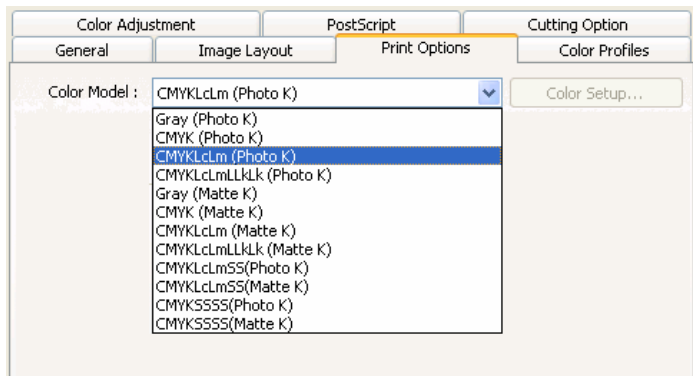 Color Adjustment PostScript Cutting Option
General Image Layout Print Options Color Profiles
Color Model : CMYKLcLm (Photo K) Color Setup...
Gray (Photo K)
CMYK (Photo K)
CMYKLcLm (Photo K)
CMYKLcLmLLkLk (Photo K)
Gray (Matte K)
CMYK (Matte K)
CMYKLcLm (Matte K)
CMYKLcLmLLkLk (Matte K)
CMYKLcLmSS(Photo K)
CMYKLcLmSS(Matte K)
CMYKSSSS(Photo K)
CMYKSSSS(Matte K)